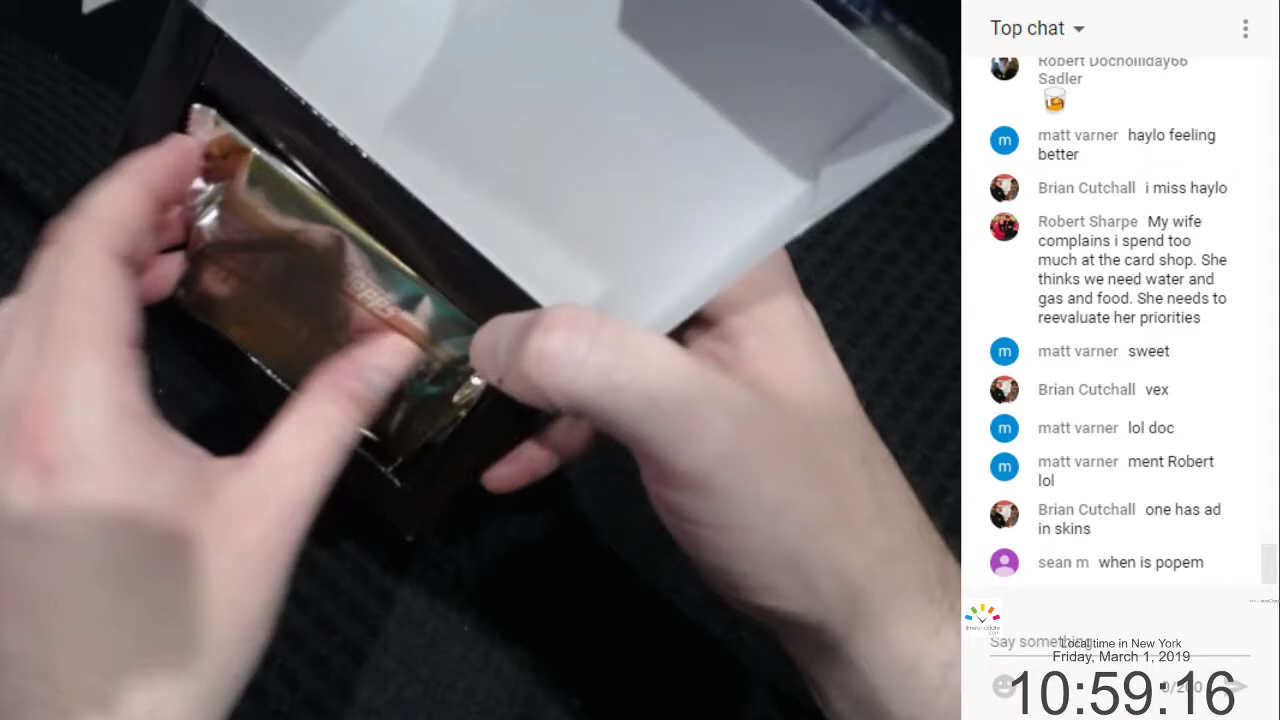 Top chat
Robert Docholliday66
Sadler
matt varner haylo feeling
better
Brian Cutchall i miss haylo
Robert Sharpe My wife
complains i spend too
much at the card shop. She
thinks we need water and
gas and food. She needs to
reevaluate her priorities
m matt varner sweet
Brian Cutchall vex
m matt varner lol doc
m matt varner ment Robert
lol
Brian Cutchall one has ad
in skins
sean m when is popem
Say something...
Local time in New York
Friday, March 1, 2019
10:59:16